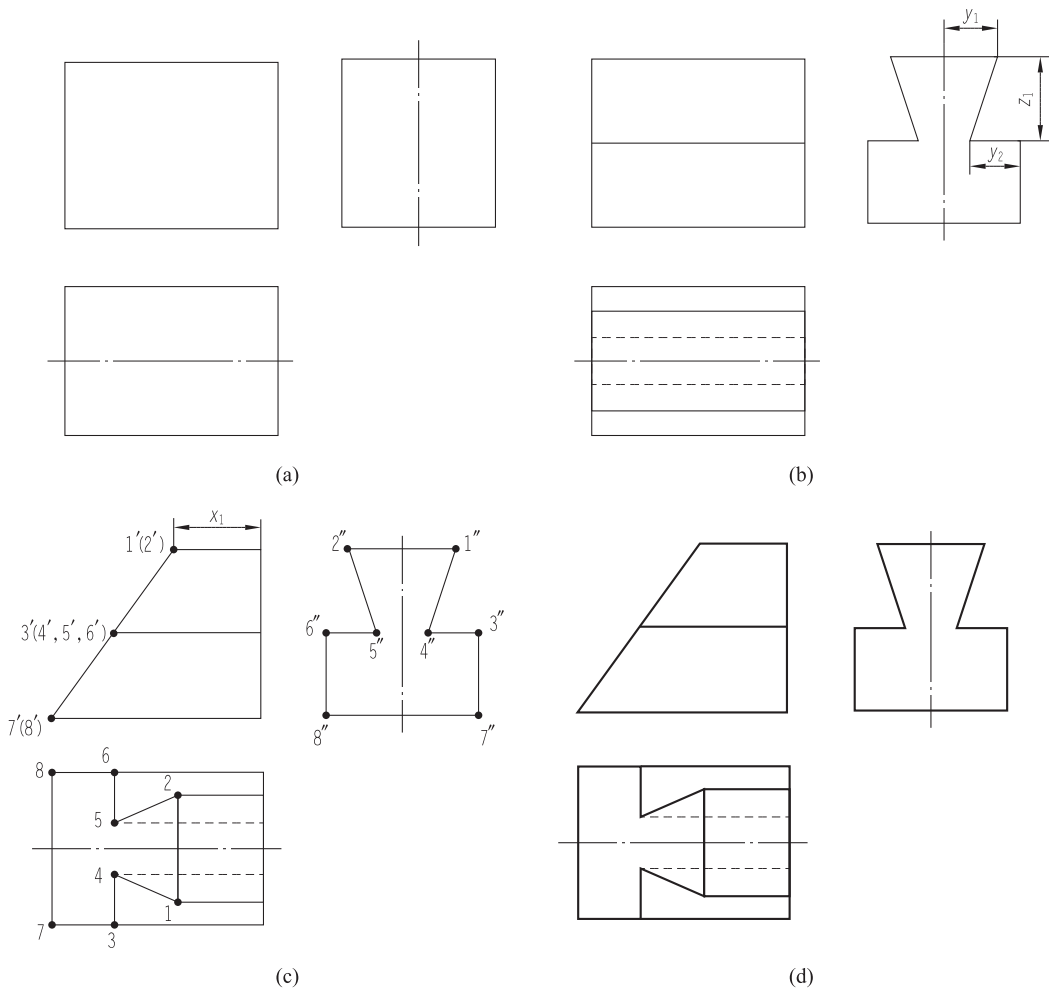 y₁
z₁
y₂
(a)
(b)
x₁
1′(2′)
2″
1″
3′(4′, 5′, 6′)
6″
3″
5″
4″
7′(8′)
8″
7″
8
6
2
5
4
7
3
1
(c)
(d)